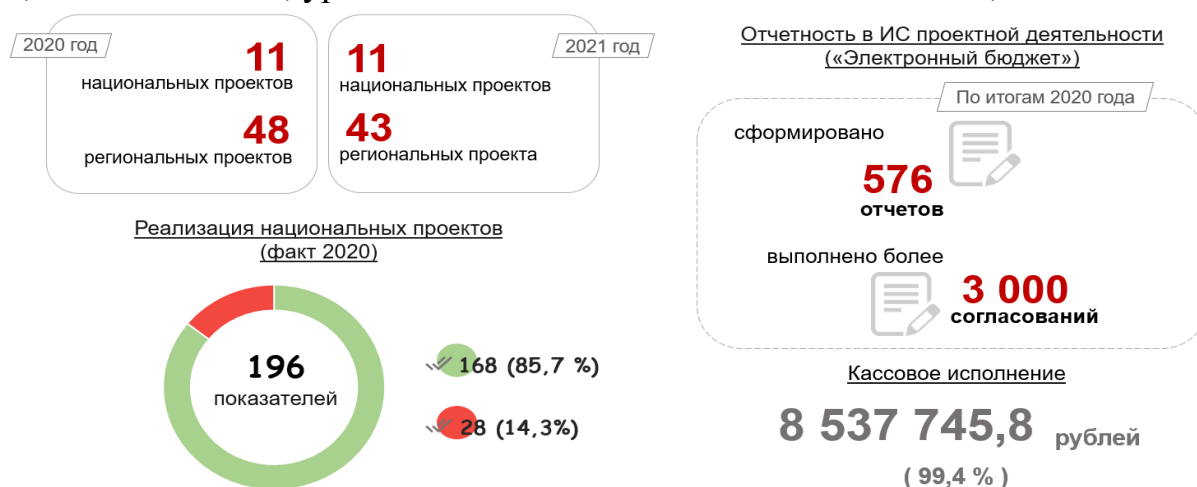 2020 год
11
национальных проектов
48
региональных проектов
2021 год
11
национальных проектов
43
региональных проекта
Реализация национальных проектов
(факт 2020)
196
показателей
168 (85,7 %)
28 (14,3%)
Отчетность в ИС проектной деятельности
(«Электронный бюджет»)
По итогам 2020 года
сформировано
576
отчетов
выполнено более
3 000
согласований
Кассовое исполнение
8 537 745,8 рублей
( 99,4 % )